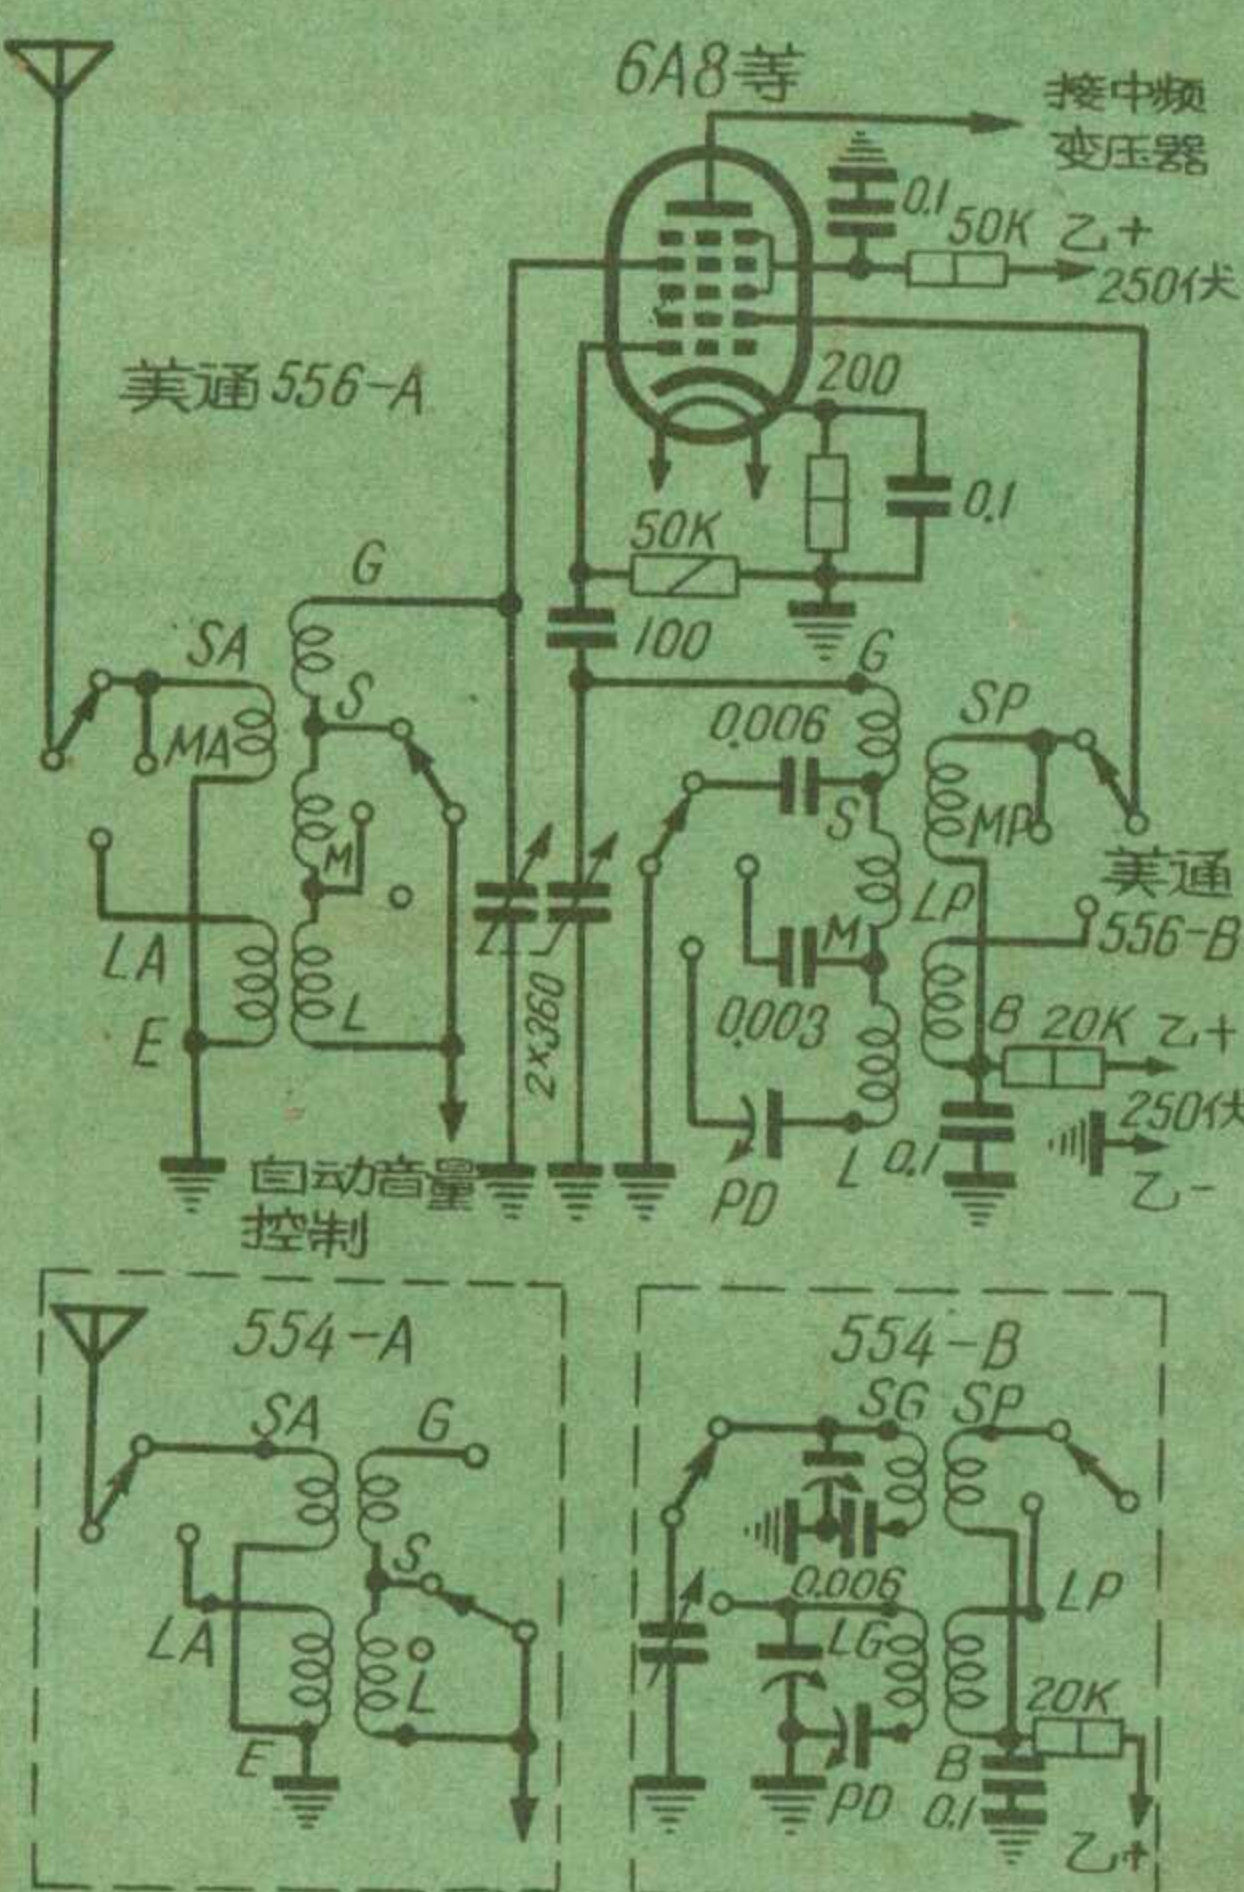 6A8等
接中频
变压器
0.1
50K
乙+
250伏
美通556-A
200
0.1
50K
100
G
SA
S
MA
M
LA
E
L
自动音量
控制
2×360
G
0.006
S
M
0.003
PD
L
SP
MP
美通
556-B
LP
B
20K
乙+
250伏
0.1
乙-
554-A
SA
G
S
LA
L
E
554-B
SG
SP
0.006
LG
LP
20K
PD
B
0.1
乙+